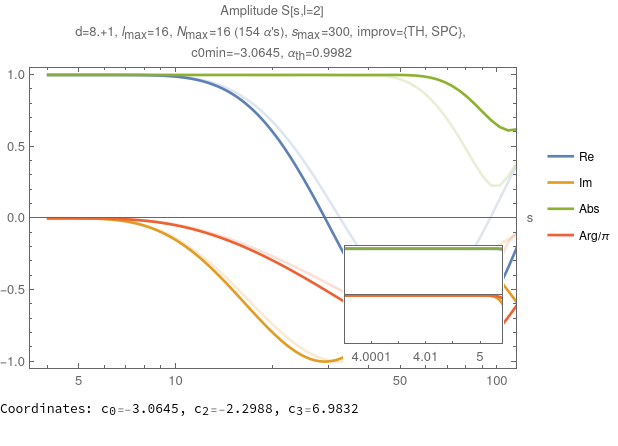 Amplitude S[s,l=2]
d=8.+1, lmax=16, Nmax=16 (154 α's), smax=300, improv={TH, SPC},
c0min=−3.0645, αth=0.9982
1.0
0.5
0.0
−0.5
−1.0
s
Re
Im
Abs
Arg/π
4.0001 4.01 5
5 10 50 100
Coordinates: c0=−3.0645, c2=−2.2988, c3=6.9832